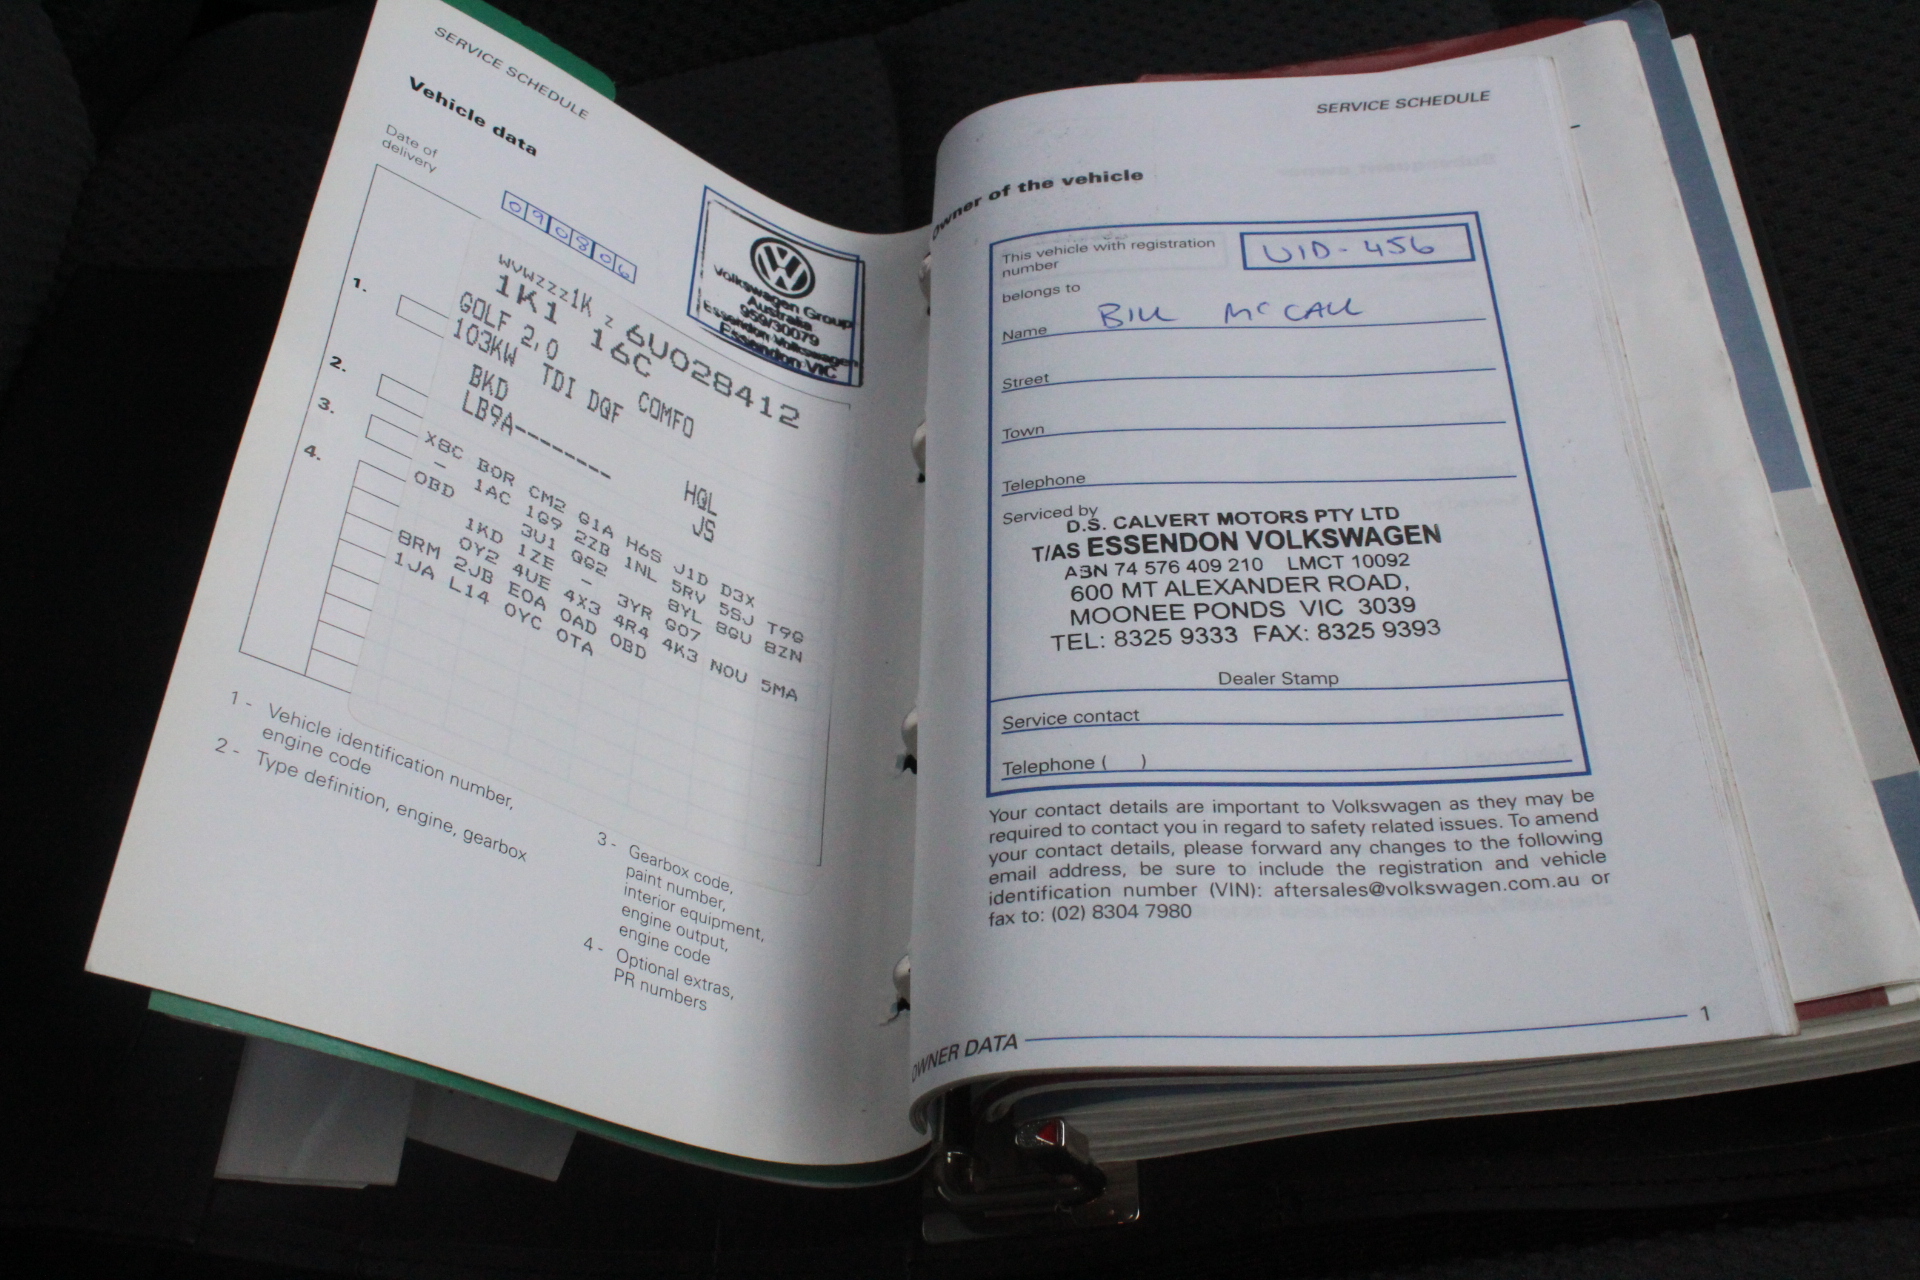 SERVICE SCHEDULE
Vehicle data
Date of
delivery
090806
Volkswagen Group
Australia
959/30079
Essendon Volkswagen
Essendon VIC
1.
WVWZZZ1K Z 6U028412
1K1 16C
GOLF 2,0 TDI DQF COMFO
2.
103KW
BKD HQL
3.
LB9A------- JS
4.
X8C B0R CM2 G1A H6S J1D D3X
- 1AC 1G9 2ZB 1NL 5RV 5SJ T9G
0BD 3U1 QG2 8YL 8GU 8ZN
1KD 1ZE - 3YR G07
0Y2 4UE 4X3 4R4 4K3 N0U 5MA
8RM 2JB E0A 0AD 0BD
1JA L14 0YC 0TA
1 - Vehicle identification number,
engine code
2 - Type definition, engine, gearbox
3 - Gearbox code,
paint number,
interior equipment,
engine output,
engine code
4 - Optional extras,
PR numbers
SERVICE SCHEDULE
Owner of the vehicle
This vehicle with registration
number
UID-456
belongs to
Name BILL McCALL
Street
Town
Telephone
Serviced by
D.S. CALVERT MOTORS PTY LTD
T/AS ESSENDON VOLKSWAGEN
ABN 74 576 409 210 LMCT 10092
600 MT ALEXANDER ROAD,
MOONEE PONDS VIC 3039
TEL: 8325 9333 FAX: 8325 9393
Dealer Stamp
Service contact
Telephone ( )
Your contact details are important to Volkswagen as they may be
required to contact you in regard to safety related issues. To amend
your contact details, please forward any changes to the following
email address, be sure to include the registration and vehicle
identification number (VIN): aftersales@volkswagen.com.au or
fax to: (02) 8304 7980
OWNER DATA
1